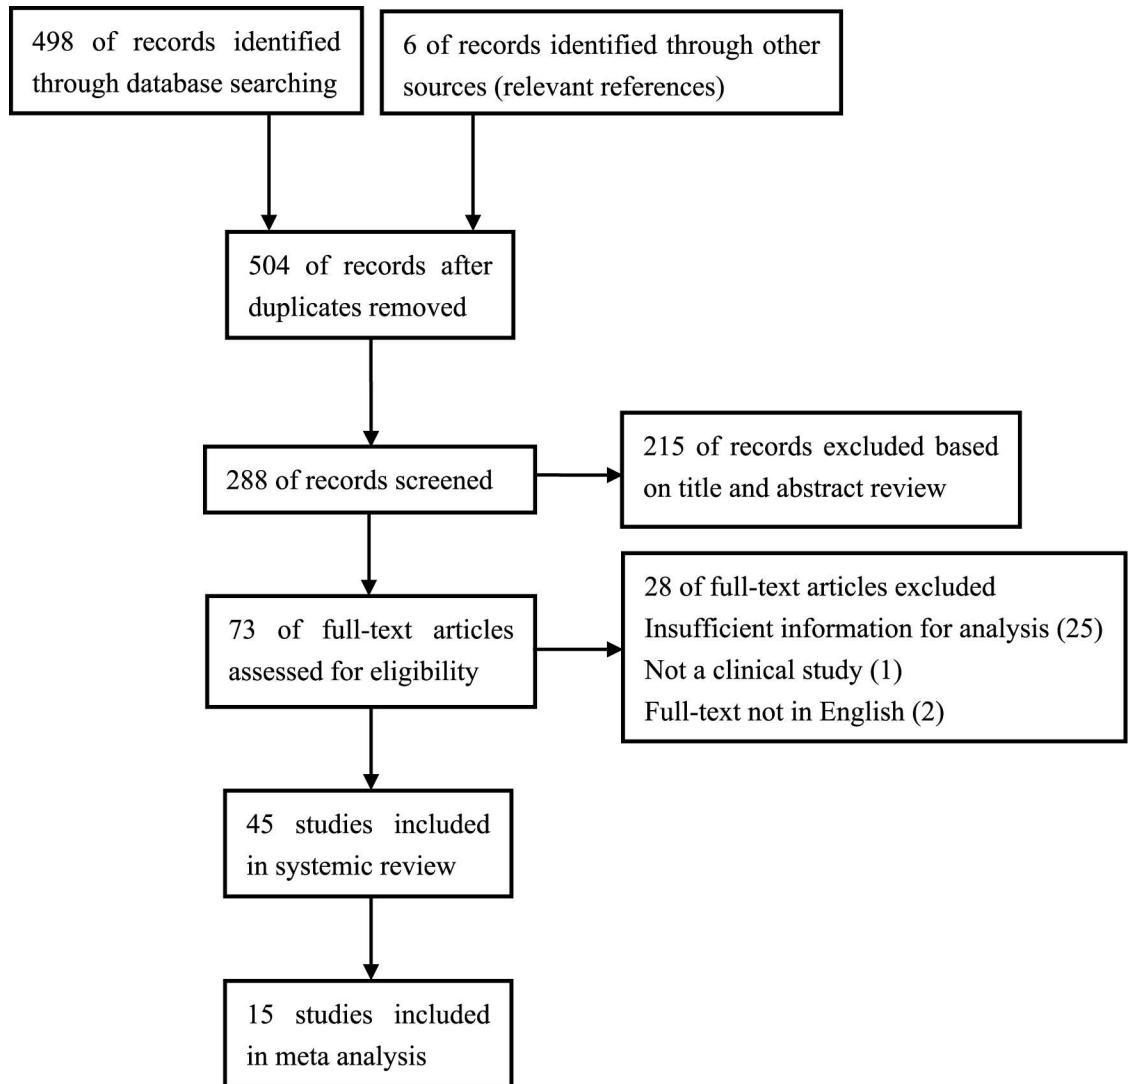 498 of records identified
through database searching
6 of records identified through other
sources (relevant references)
504 of records after
duplicates removed
288 of records screened
215 of records excluded based
on title and abstract review
73 of full-text articles
assessed for eligibility
28 of full-text articles excluded
Insufficient information for analysis (25)
Not a clinical study (1)
Full-text not in English (2)
45 studies included
in systemic review
15 studies included
in meta analysis